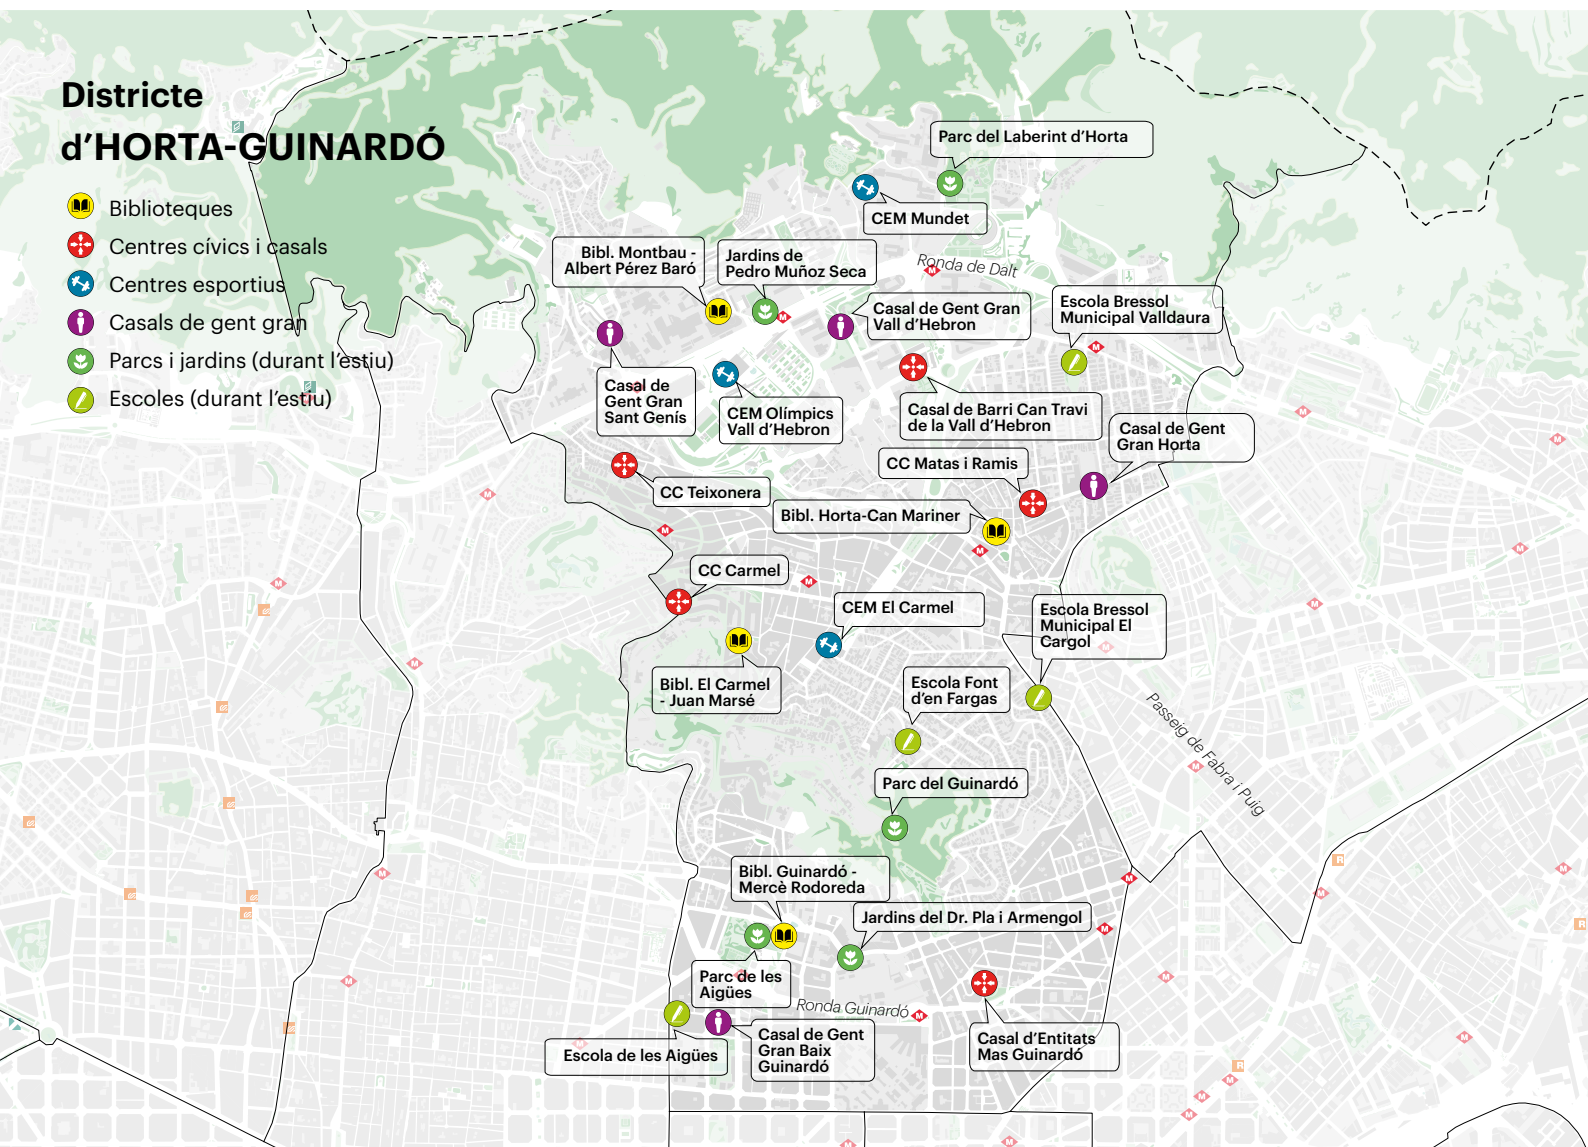 Districte
d'HORTA-GUINARDÓ
Biblioteques
Centres cívics i casals
Centres esportius
Casals de gent gran
Parcs i jardins (durant l'estiu)
Escoles (durant l'estiu)
Parc del Laberint d'Horta
CEM Mundet
Bibl. Montbau -
Albert Pérez Baró
Jardins de
Pedro Muñoz Seca
Ronda de Dalt
Casal de Gent Gran
Vall d'Hebron
Escola Bressol
Municipal Valldaura
Casal de
Gent Gran
Sant Genís
CEM Olímpics
Vall d'Hebron
Casal de Barri Can Travi
de la Vall d'Hebron
Casal de Gent
Gran Horta
CC Matas i Ramis
CC Teixonera
Bibl. Horta-Can Mariner
CC Carmel
CEM El Carmel
Escola Bressol
Municipal El
Cargol
Bibl. El Carmel
- Juan Marsé
Escola Font
d'en Fargas
Passeig de Fabra i Puig
Parc del Guinardó
Bibl. Guinardó -
Mercè Rodoreda
Jardins del Dr. Pla i Armengol
Parc de les
Aigües
Ronda Guinardó
Escola de les Aigües
Casal de Gent
Gran Baix
Guinardó
Casal d'Entitats
Mas Guinardó